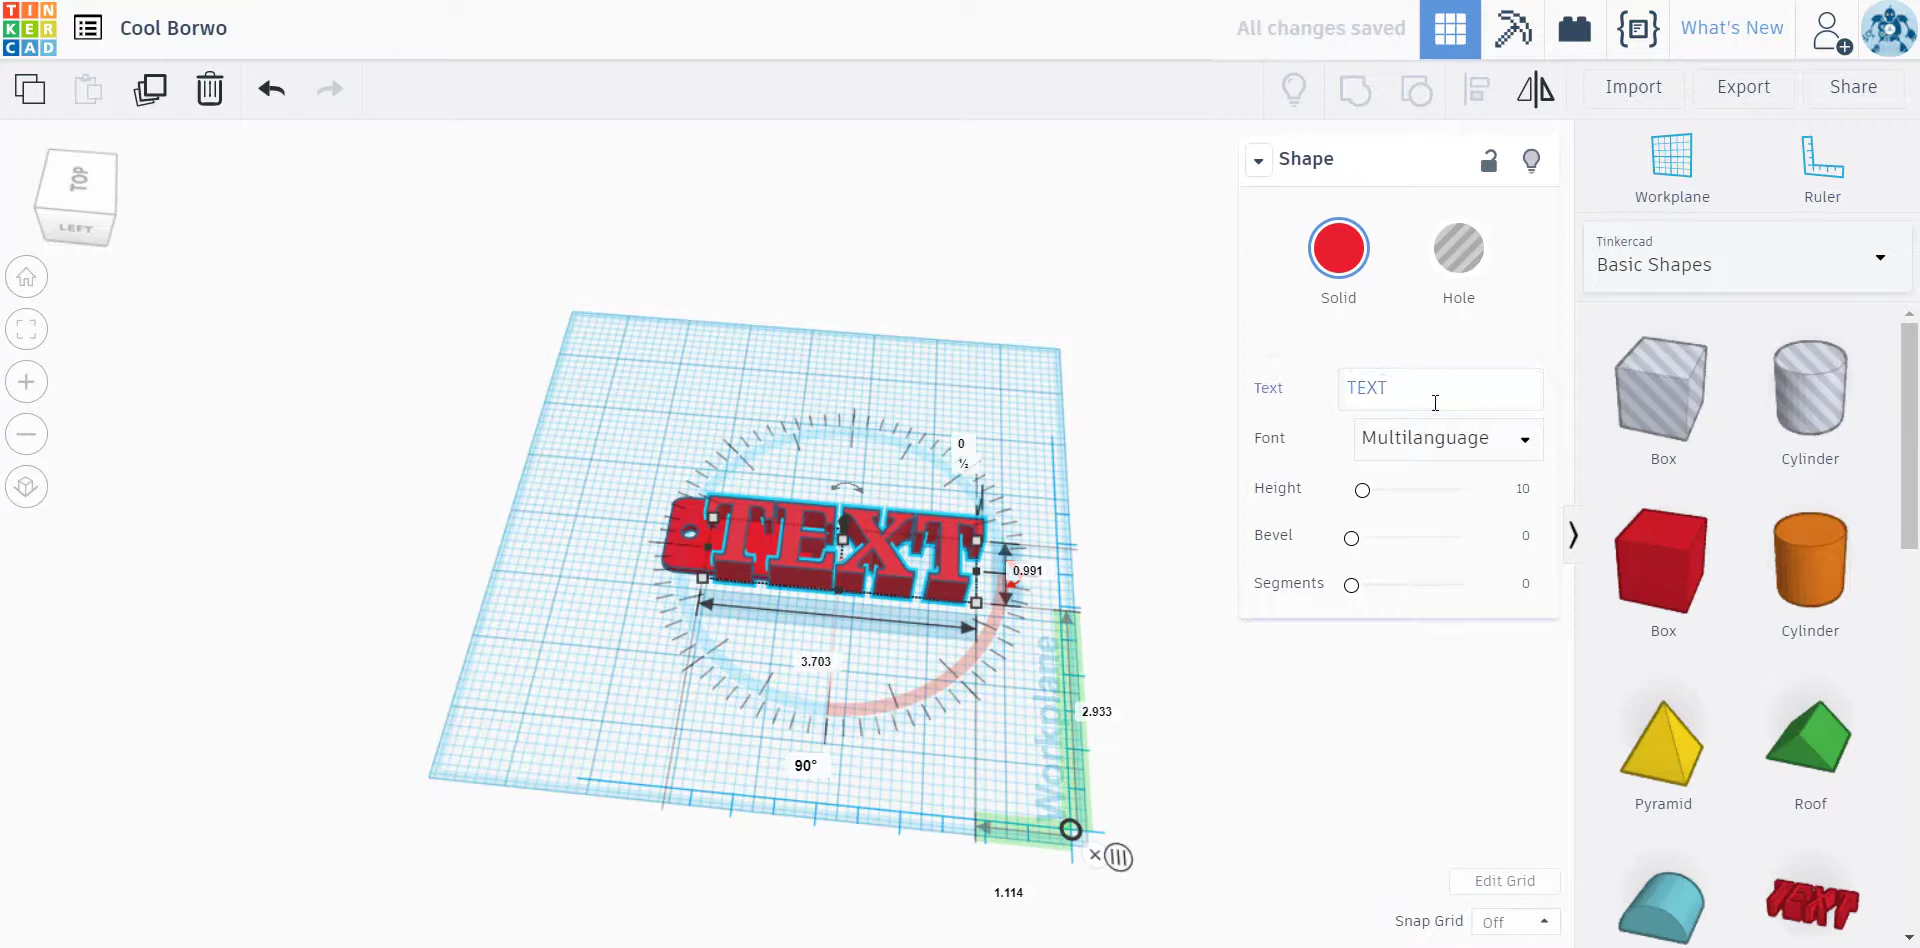 TIN
KER
CAD
Cool Borwo
All changes saved
What's New
Import
Export
Share
TOP
LEFT
Shape
Solid
Hole
Text
TEXT
Font
Multilanguage
Height
10
Bevel
0
Segments
0
Workplane
Ruler
Tinkercad
Basic Shapes
Box
Cylinder
Box
Cylinder
Pyramid
Roof
TEXT
0
½
TEXT
0.991
3.703
Workplane
2.933
90°
1.114
Edit Grid
Snap Grid
Off